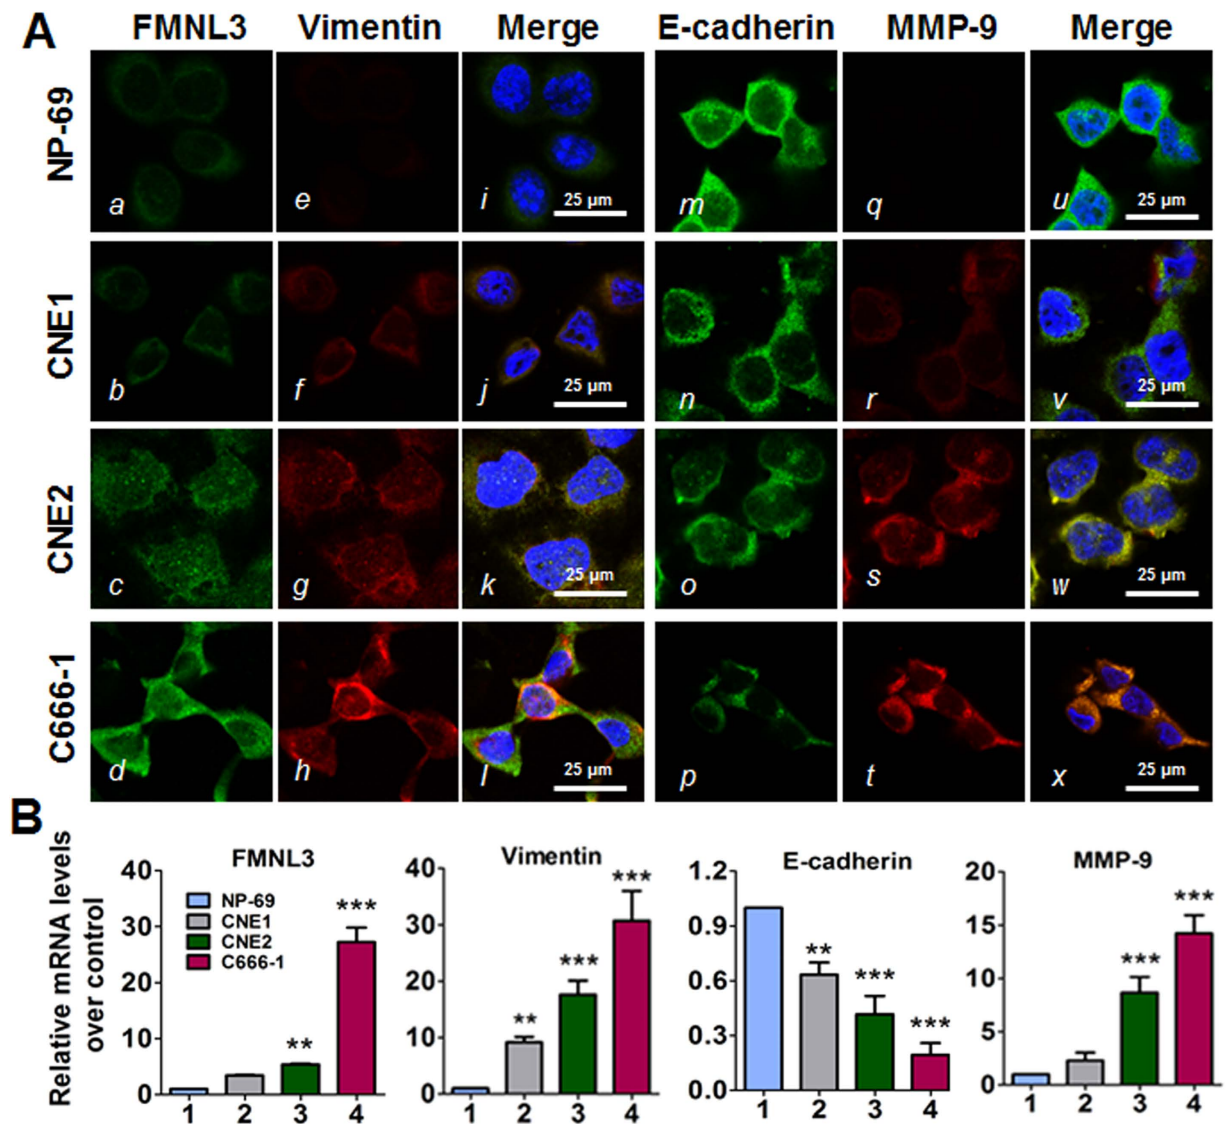 A
FMNL3 Vimentin Merge E-cadherin MMP-9 Merge
NP-69
a e i 25 µm m q u 25 µm
CNE1
b f j 25 µm n r v 25 µm
CNE2
c g k 25 µm o s w 25 µm
C666-1
d h l 25 µm p t x 25 µm
B
Relative mRNA levels
over control
FMNL3
40
30
20
10
0
NP-69
CNE1
CNE2
C666-1
**
***
1 2 3 4
Vimentin
40
30
20
10
0
**
***
***
1 2 3 4
E-cadherin
1.2
0.9
0.6
0.3
0.0
**
***
***
1 2 3 4
MMP-9
20
15
10
5
0
***
***
1 2 3 4